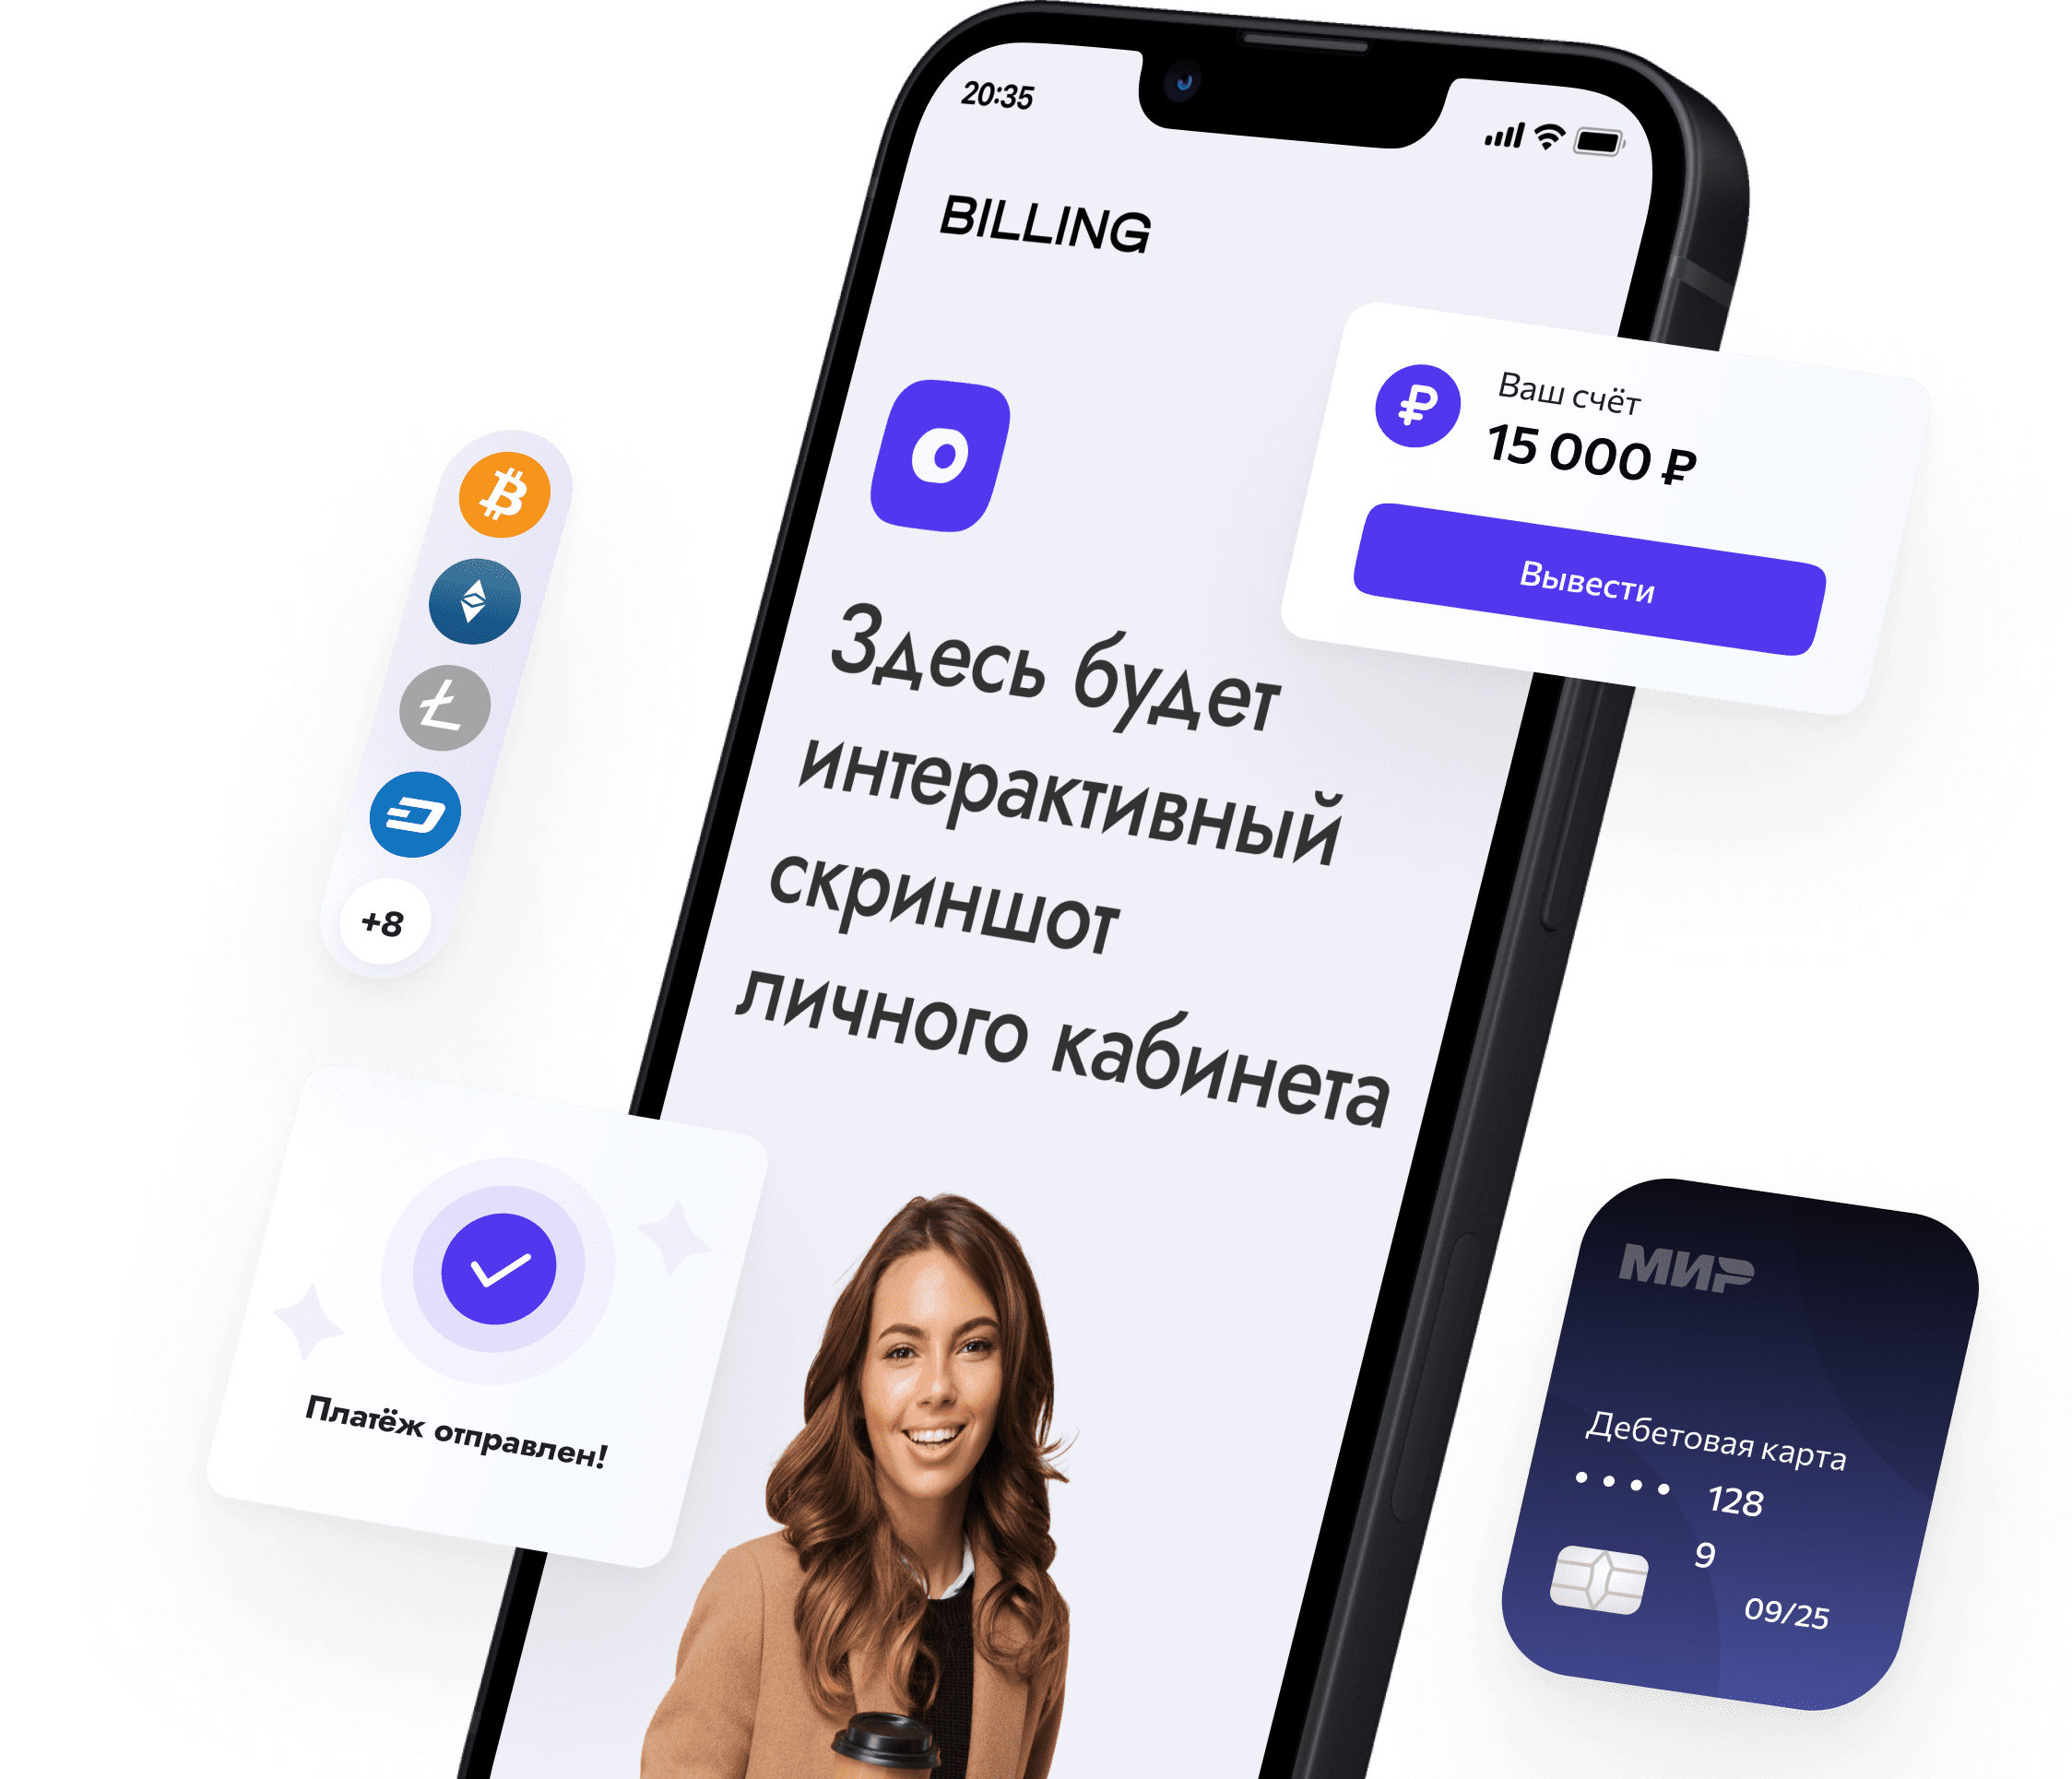 20:35
BILLING
Ваш счёт
15 000 ₽
Вывести
Здесь будет
интерактивный
скриншот
личного кабинета
+8
Платёж отправлен!
МИР
Дебетовая карта
•••• 128
9
09/25